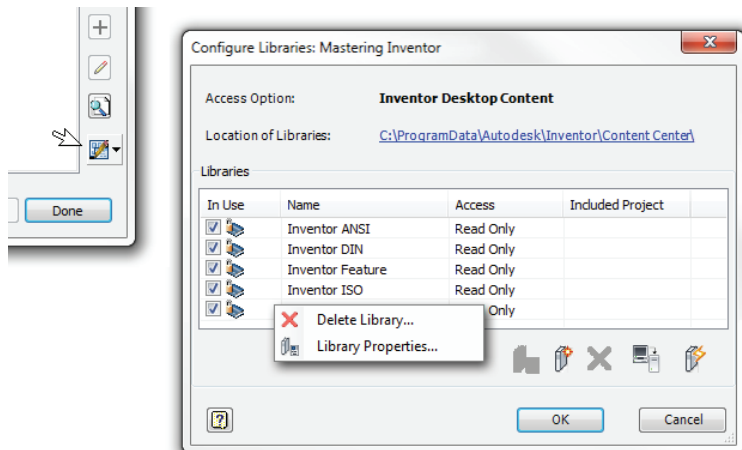 Configure Libraries: Mastering Inventor
Access Option: Inventor Desktop Content
Location of Libraries: C:\ProgramData\Autodesk\Inventor\Content Center\
Libraries
In Use Name Access Included Project
Inventor ANSI Read Only
Inventor DIN Read Only
Inventor Feature Read Only
Inventor ISO Read Only
Only
Delete Library...
Library Properties...
Done
OK Cancel